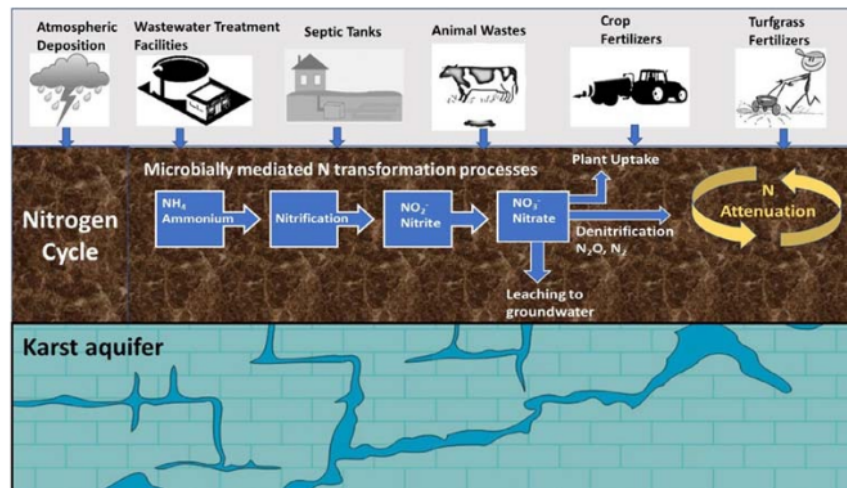 Atmospheric
Deposition
Wastewater Treatment
Facilities
Septic Tanks
Animal Wastes
Crop
Fertilizers
Turfgrass
Fertilizers
Nitrogen
Cycle
Microbially mediated N transformation processes
NH₄
Ammonium
Nitrification
NO₂⁻
Nitrite
NO₃⁻
Nitrate
Plant Uptake
Denitrification
N₂O, N₂
Leaching to
groundwater
N
Attenuation
Karst aquifer